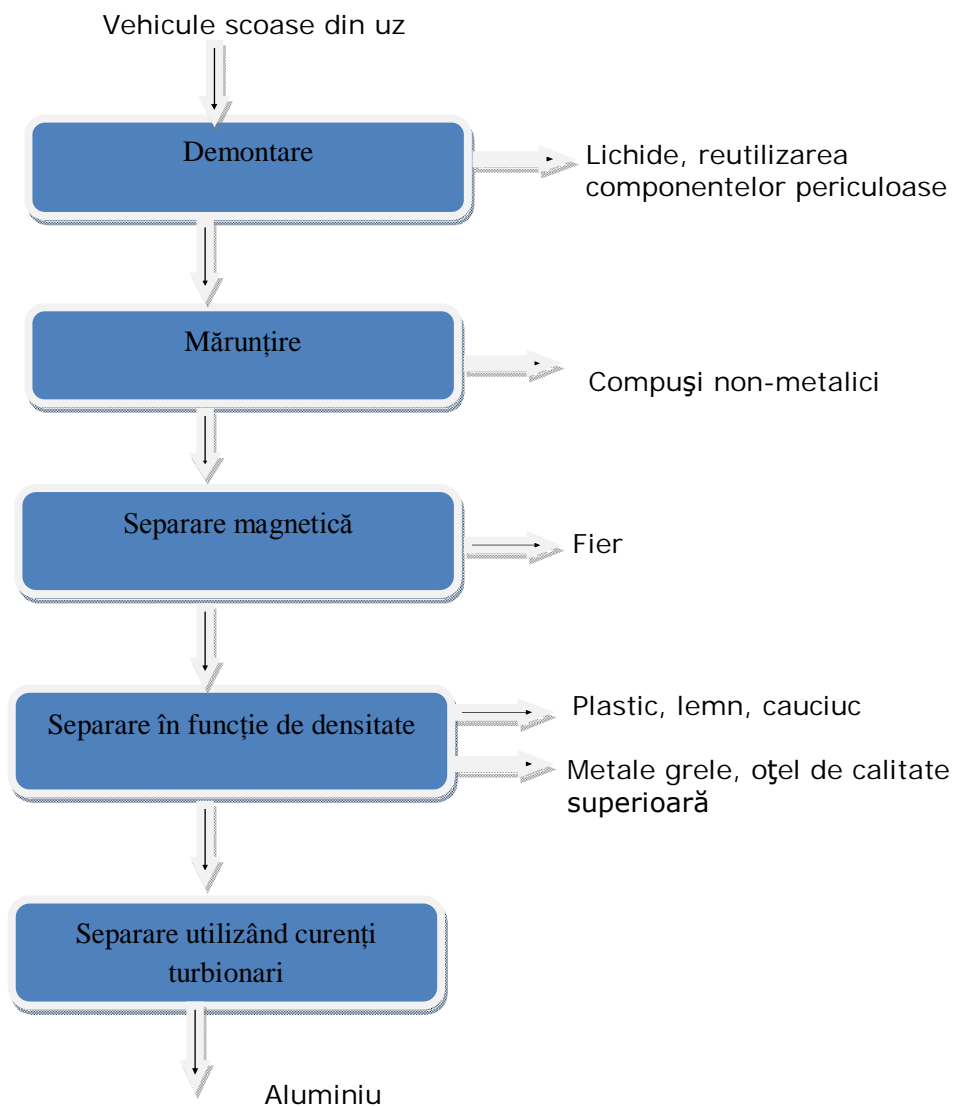 Vehicule scoase din uz
Demontare
Lichide, reutilizarea
componentelor periculoase
Mărunțire
Compuşi non-metalici
Separare magnetică
Fier
Separare în funcție de densitate
Plastic, lemn, cauciuc
Metale grele, oţel de calitate
superioară
Separare utilizând curenți
turbionari
Aluminiu